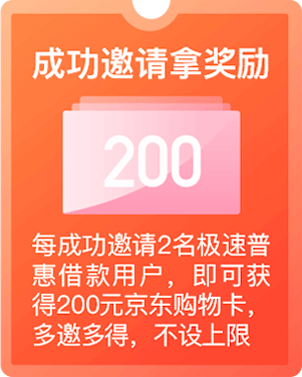 成功邀请拿奖励
200
每成功邀请2名极速普
惠借款用户，即可获
得200元京东购物卡，
多邀多得，不设上限